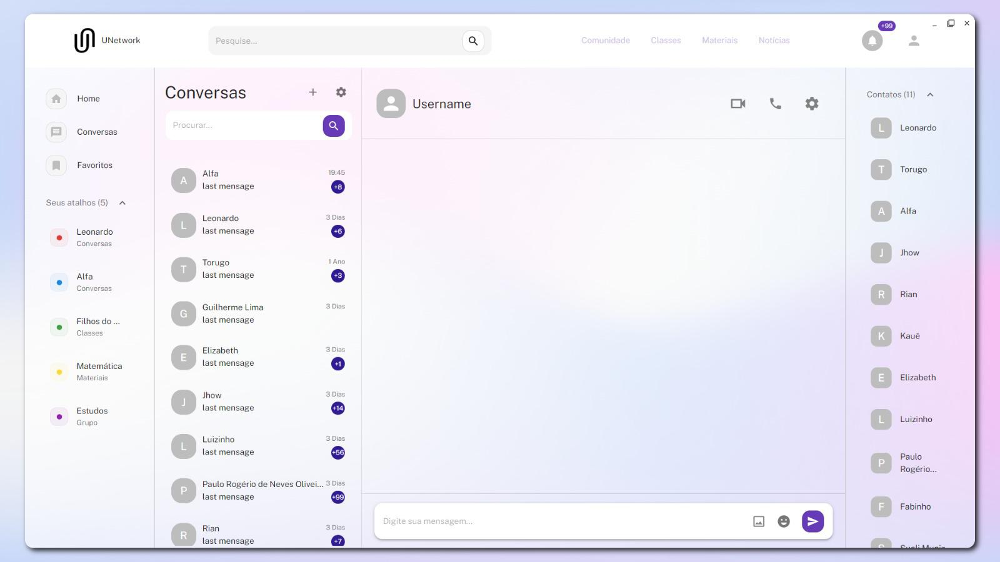 UNetwork
Pesquise...
Comunidade
Classes
Materiais
Notícias
+99
Home
Conversas
Favoritos
Seus atalhos (5)
Leonardo
Conversas
Alfa
Conversas
Filhos do ...
Classes
Matemática
Materiais
Estudos
Grupo
Conversas
Procurar...
A
Alfa
19:45
last mensage
+8
L
Leonardo
3 Dias
last mensage
+6
T
Torugo
1 Ano
last mensage
+3
G
Guilherme Lima
3 Dias
last mensage
E
Elizabeth
3 Dias
last mensage
+1
J
Jhow
3 Dias
last mensage
+14
L
Luizinho
3 Dias
last mensage
+56
P
Paulo Rogério de Neves Olivei...
3 Dias
last mensage
+99
R
Rian
3 Dias
last mensage
+7
Username
Digite sua mensagem...
Contatos (11)
L
Leonardo
T
Torugo
A
Alfa
J
Jhow
R
Rian
K
Kauê
E
Elizabeth
L
Luizinho
P
Paulo
Rogério...
F
Fabinho
S
Sueli Muniz